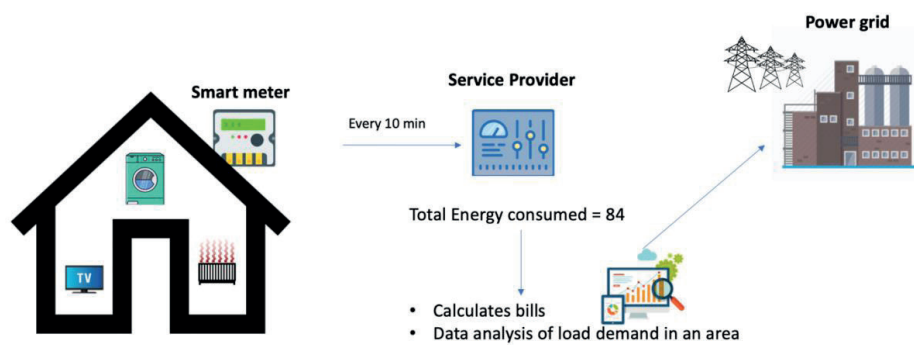 Power grid
Service Provider
Smart meter
Every 10 min
Total Energy consumed = 84
TV
• Calculates bills
• Data analysis of load demand in an area